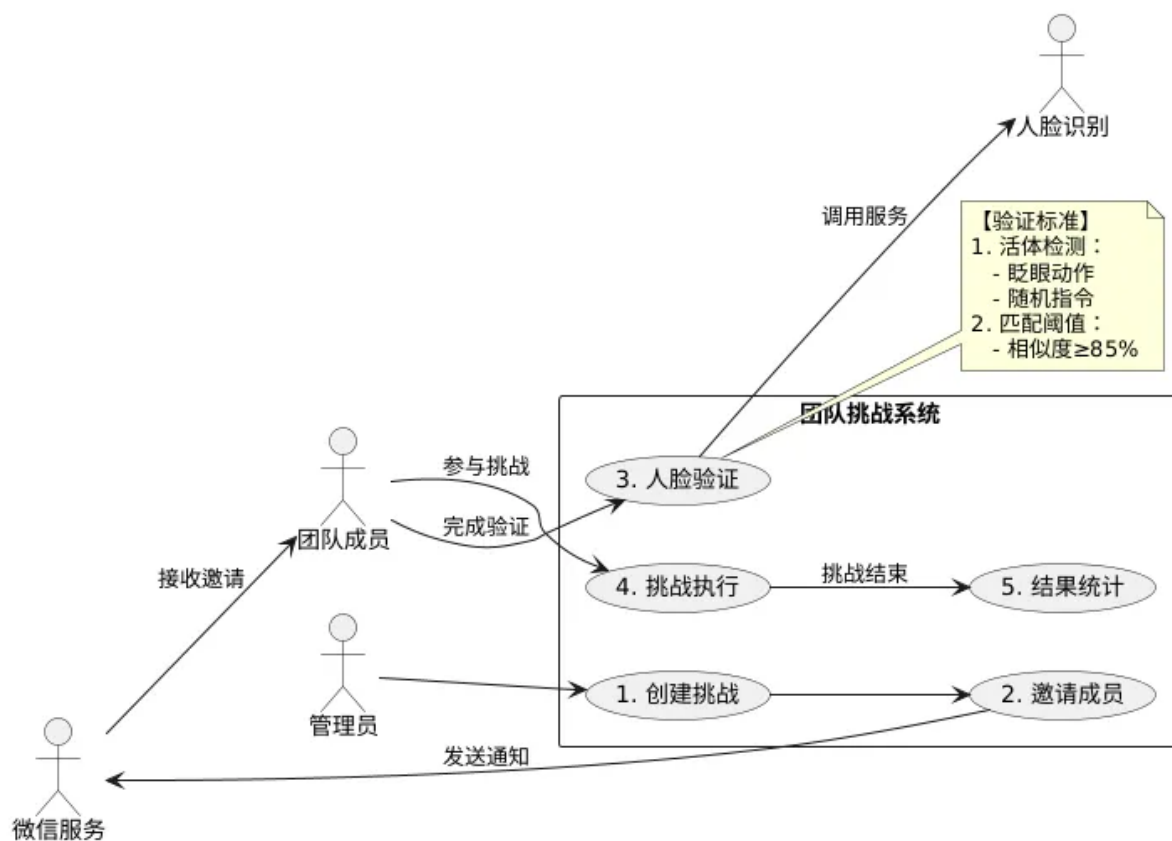 人脸识别
调用服务
【验证标准】
1. 活体检测：
- 眨眼动作
- 随机指令
2. 匹配阈值：
- 相似度≥85%
团队挑战系统
参与挑战
3. 人脸验证
完成验证
团队成员
接收邀请
4. 挑战执行
挑战结束
5. 结果统计
管理员
1. 创建挑战
2. 邀请成员
发送通知
微信服务